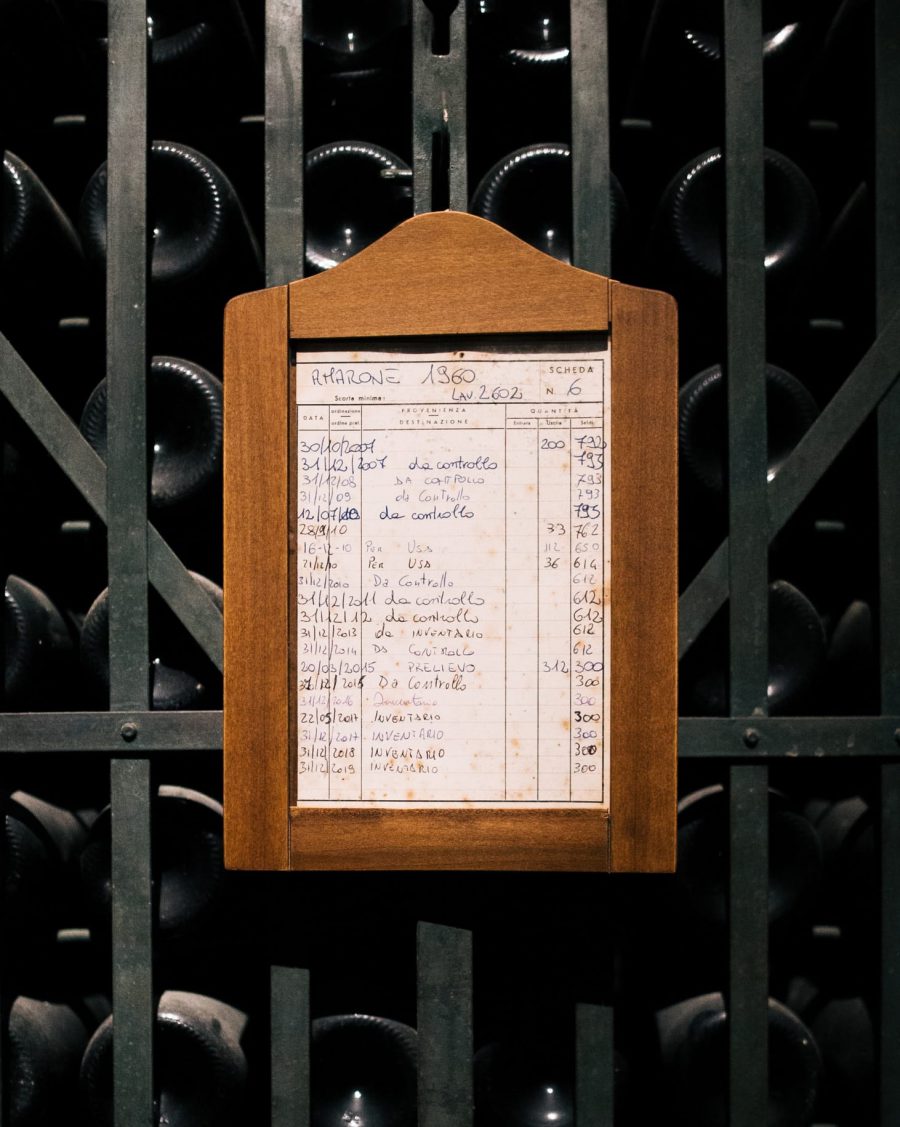 AMARONE 1960 SCHEDA
Scorte minime: LAV. 2602 N. 6
DATA ordinazione PROVENIENZA QUANTITÀ
ordine prel. DESTINAZIONE Entrata Uscita Saldo
30/10/2007 200 792
31/12/2007 da controllo 793
31/12/08 DA CONTROLLO 793
31/12/09 da Controllo 793
12/07/ da controllo 795
28/9/10 33 762
16-12-10 Per Uso 112 650
21/12/10 Per USO 36 614
31/12/2010 Da Controllo 612
31/12/2011 da controllo 612
31/12/12 da controllo 612
31/12/2013 da INVENTARIO 612
31/12/2014 DA CONTROLLO 612
20/03/2015 PRELIEVO 312 300
31/12/2015 Da Controllo 300
31/12/2016 Inventario 300
22/05/2017 INVENTARIO 300
31/12/2017 INVENTARIO 300
31/12/2018 INVENTARIO 300
31/12/2019 INVENTARIO 300